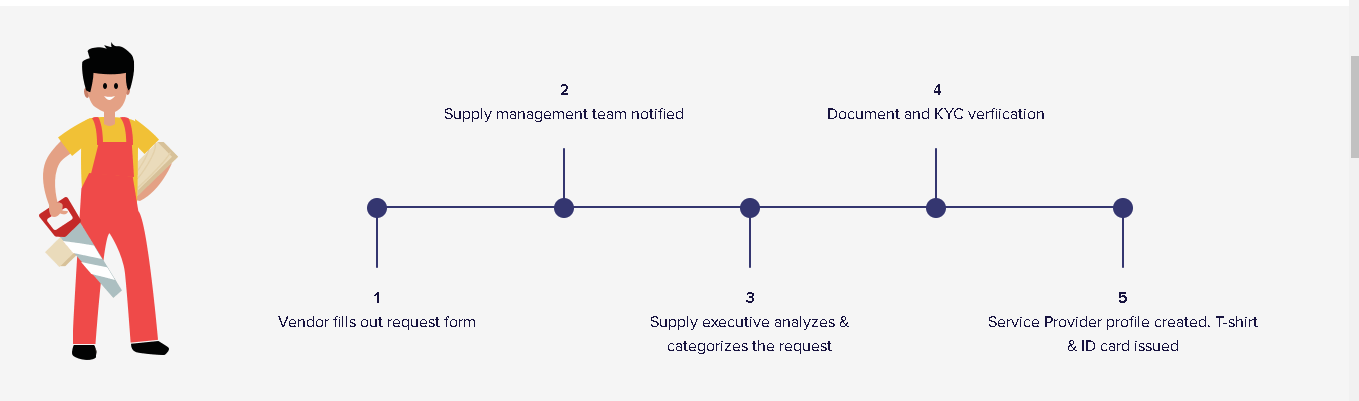 2
Supply management team notified
4
Document and KYC verfiication
1
Vendor fills out request form
3
Supply executive analyzes &
categorizes the request
5
Service Provider profile created. T-shirt
& ID card issued